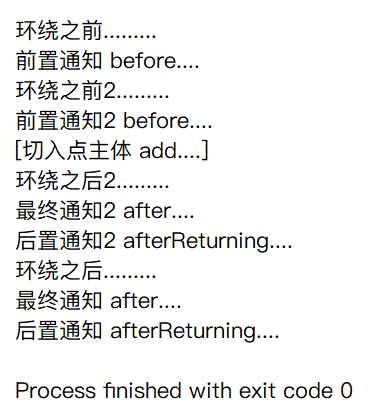 环绕之前.........
前置通知 before....
环绕之前2.........
前置通知2 before....
[切入点主体 add....]
环绕之后2.........
最终通知2 after....
后置通知2 afterReturning....
环绕之后.........
最终通知 after....
后置通知 afterReturning....
Process finished with exit code 0